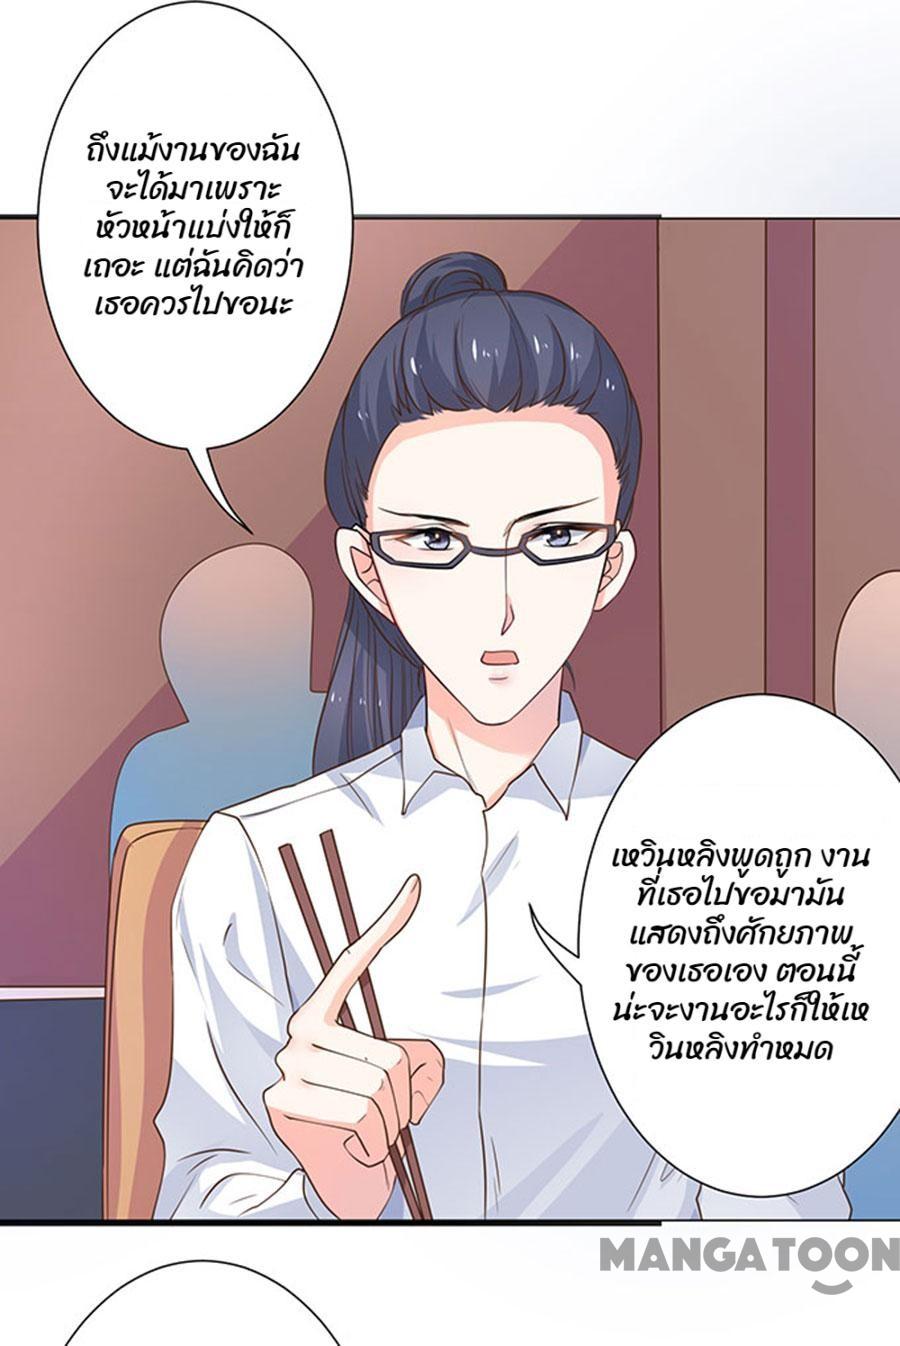 ถึงแม้งานของฉัน
จะได้มาเพราะ
หัวหน้าแบ่งให้ก็
เถอะ แต่ฉันคิดว่า
เธอควรไปขอนะ
เหวินหลิงพูดถูก งาน
ที่เธอไปขอมามัน
แสดงถึงศักยภาพ
ของเธอเอง ตอนนี้
น่ะจะงานอะไรก็ให้เห
วินหลิงทำหมด
MANGATOON